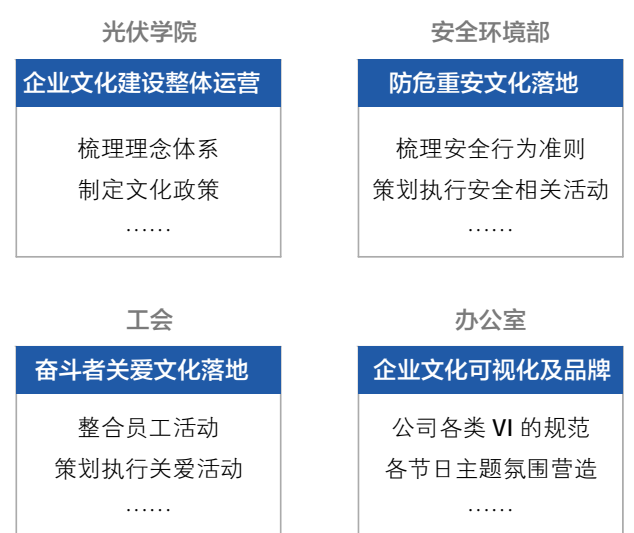 光伏学院
企业文化建设整体运营
梳理理念体系
制定文化政策
……
安全环境部
防危重安文化落地
梳理安全行为准则
策划执行安全相关活动
……
工会
奋斗者关爱文化落地
整合员工活动
策划执行关爱活动
……
办公室
企业文化可视化及品牌
公司各类 VI 的规范
各节日主题氛围营造
……